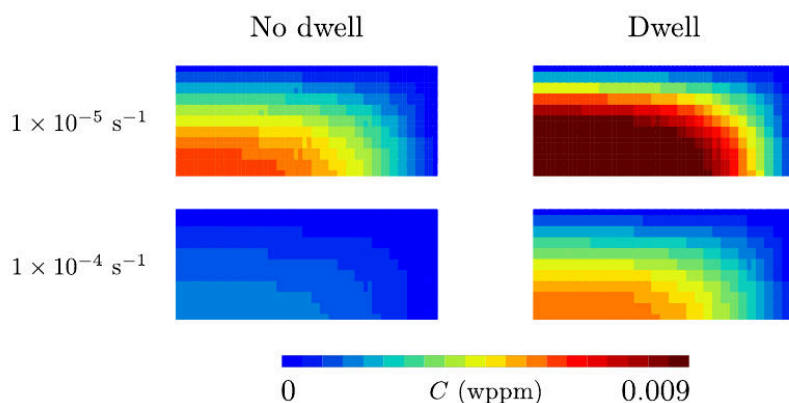 No dwell Dwell
1 × 10⁻⁵ s⁻¹
1 × 10⁻⁴ s⁻¹
0 C (wppm) 0.009